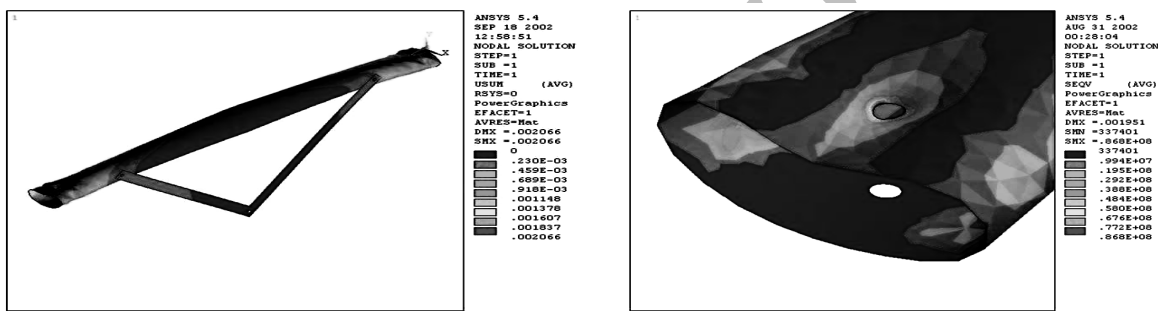 1
ANSYS 5.4
SEP 18 2002
12:58:51
NODAL SOLUTION
STEP=1
SUB =1
TIME=1
USUM (AVG)
RSYS=0
PowerGraphics
EFACET=1
AVRES=Mat
DMX =.002066
SMX =.002066
0
.230E-03
.459E-03
.689E-03
.918E-03
.001148
.001378
.001607
.001837
.002066
X
1
ANSYS 5.4
AUG 31 2002
00:28:04
NODAL SOLUTION
STEP=1
SUB =1
TIME=1
SEQV (AVG)
PowerGraphics
EFACET=1
AVRES=Mat
DMX =.001951
SMN =337401
SMX =.868E+08
337401
.994E+07
.195E+08
.292E+08
.388E+08
.484E+08
.580E+08
.676E+08
.772E+08
.868E+08